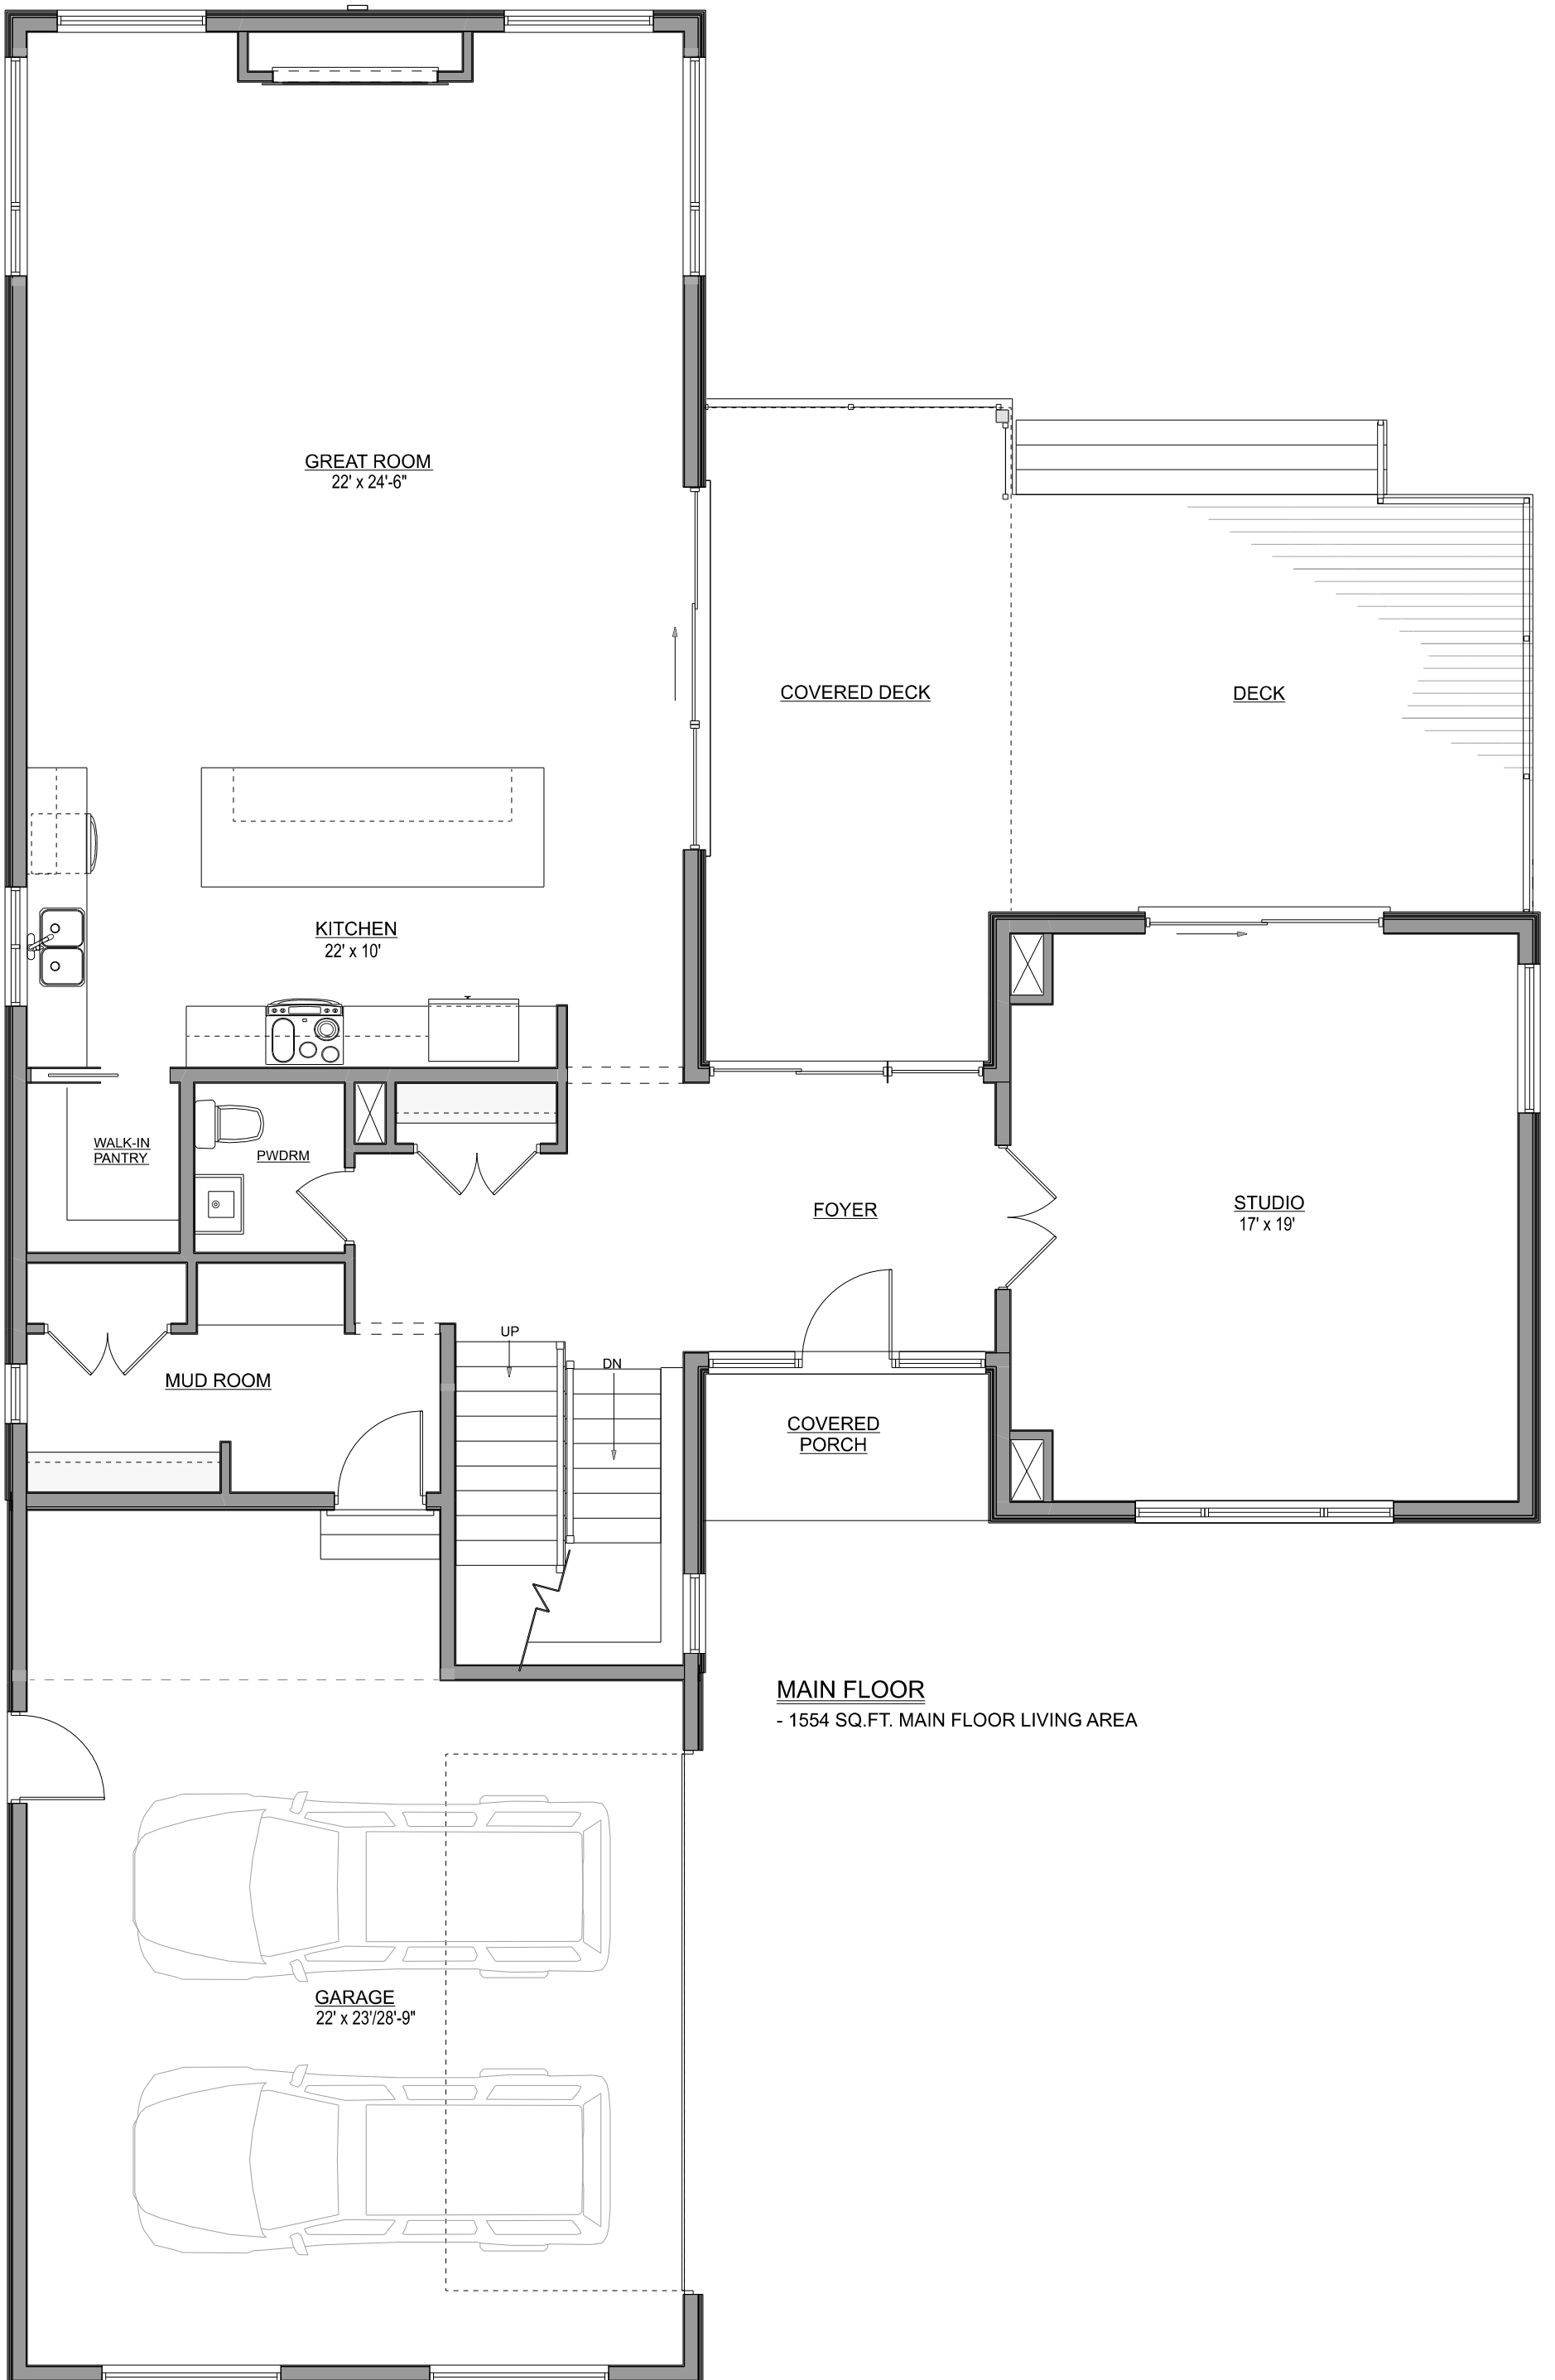 GREAT ROOM
22' x 24'-6"
COVERED DECK
DECK
KITCHEN
22' x 10'
WALK-IN
PANTRY
PWDRM
FOYER
STUDIO
17' x 19'
UP
DN
MUD ROOM
COVERED
PORCH
MAIN FLOOR
- 1554 SQ.FT. MAIN FLOOR LIVING AREA
GARAGE
22' x 23'/28'-9"